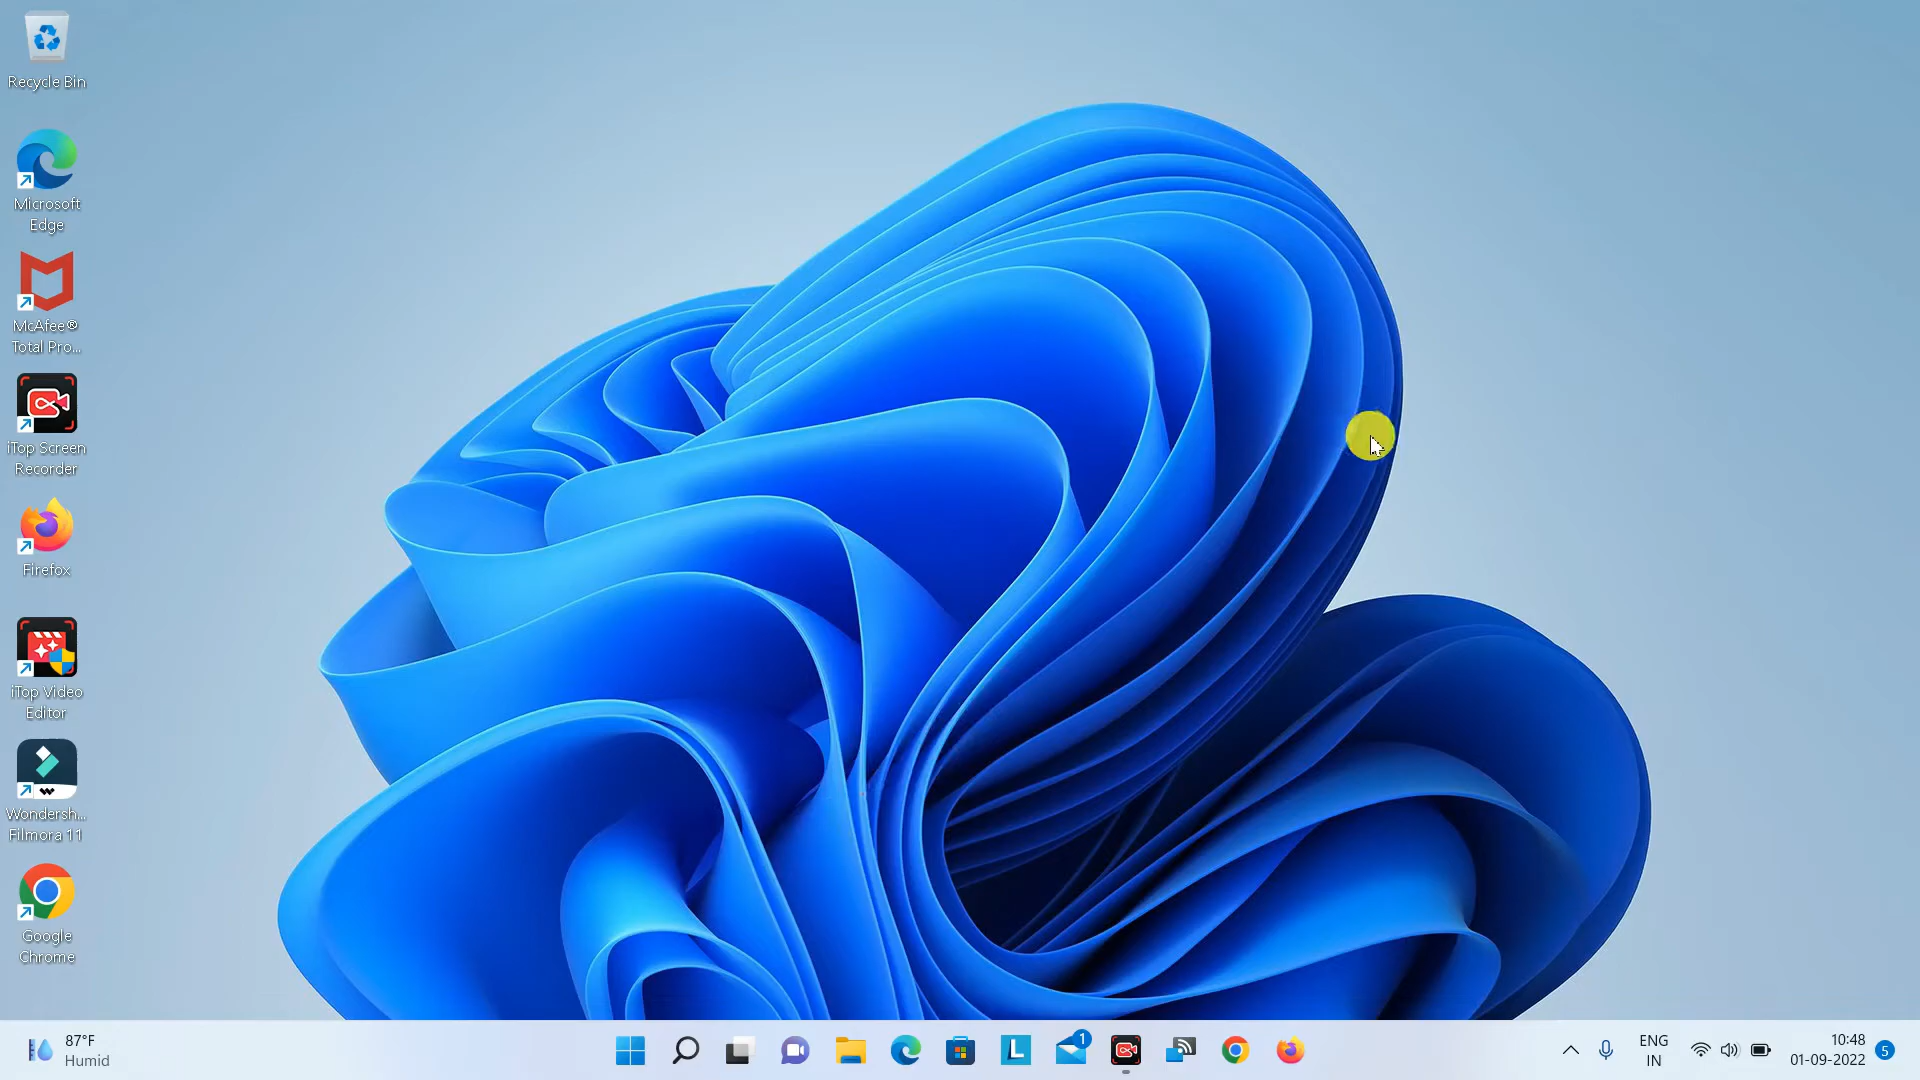 Recycle Bin
Microsoft
Edge
McAfee®
Total Pro...
iTop Screen
Recorder
Firefox
iTop Video
Editor
Wondersh...
Filmora 11
Google
Chrome
87°F
Humid
L
1
ENG
IN
10:48
01-09-2022
5